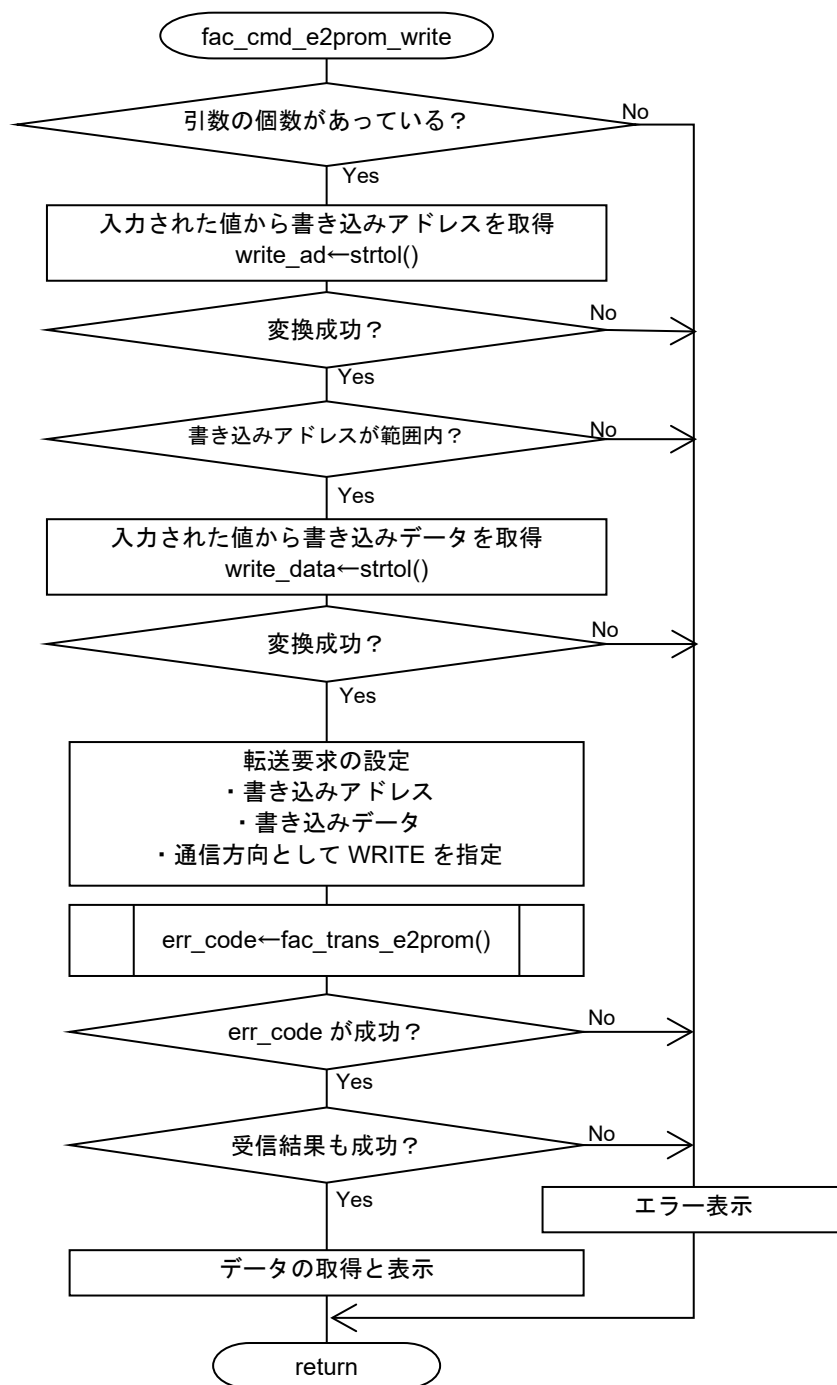 fac_cmd_e2prom_write
引数の個数があっている？
No
Yes
入力された値から書き込みアドレスを取得
write_ad←strtol()
変換成功？
No
Yes
書き込みアドレスが範囲内？
No
Yes
入力された値から書き込みデータを取得
write_data←strtol()
変換成功？
No
Yes
転送要求の設定
・書き込みアドレス
・書き込みデータ
・通信方向として WRITE を指定
err_code←fac_trans_e2prom()
err_code が成功？
No
Yes
受信結果も成功？
No
Yes
エラー表示
データの取得と表示
return